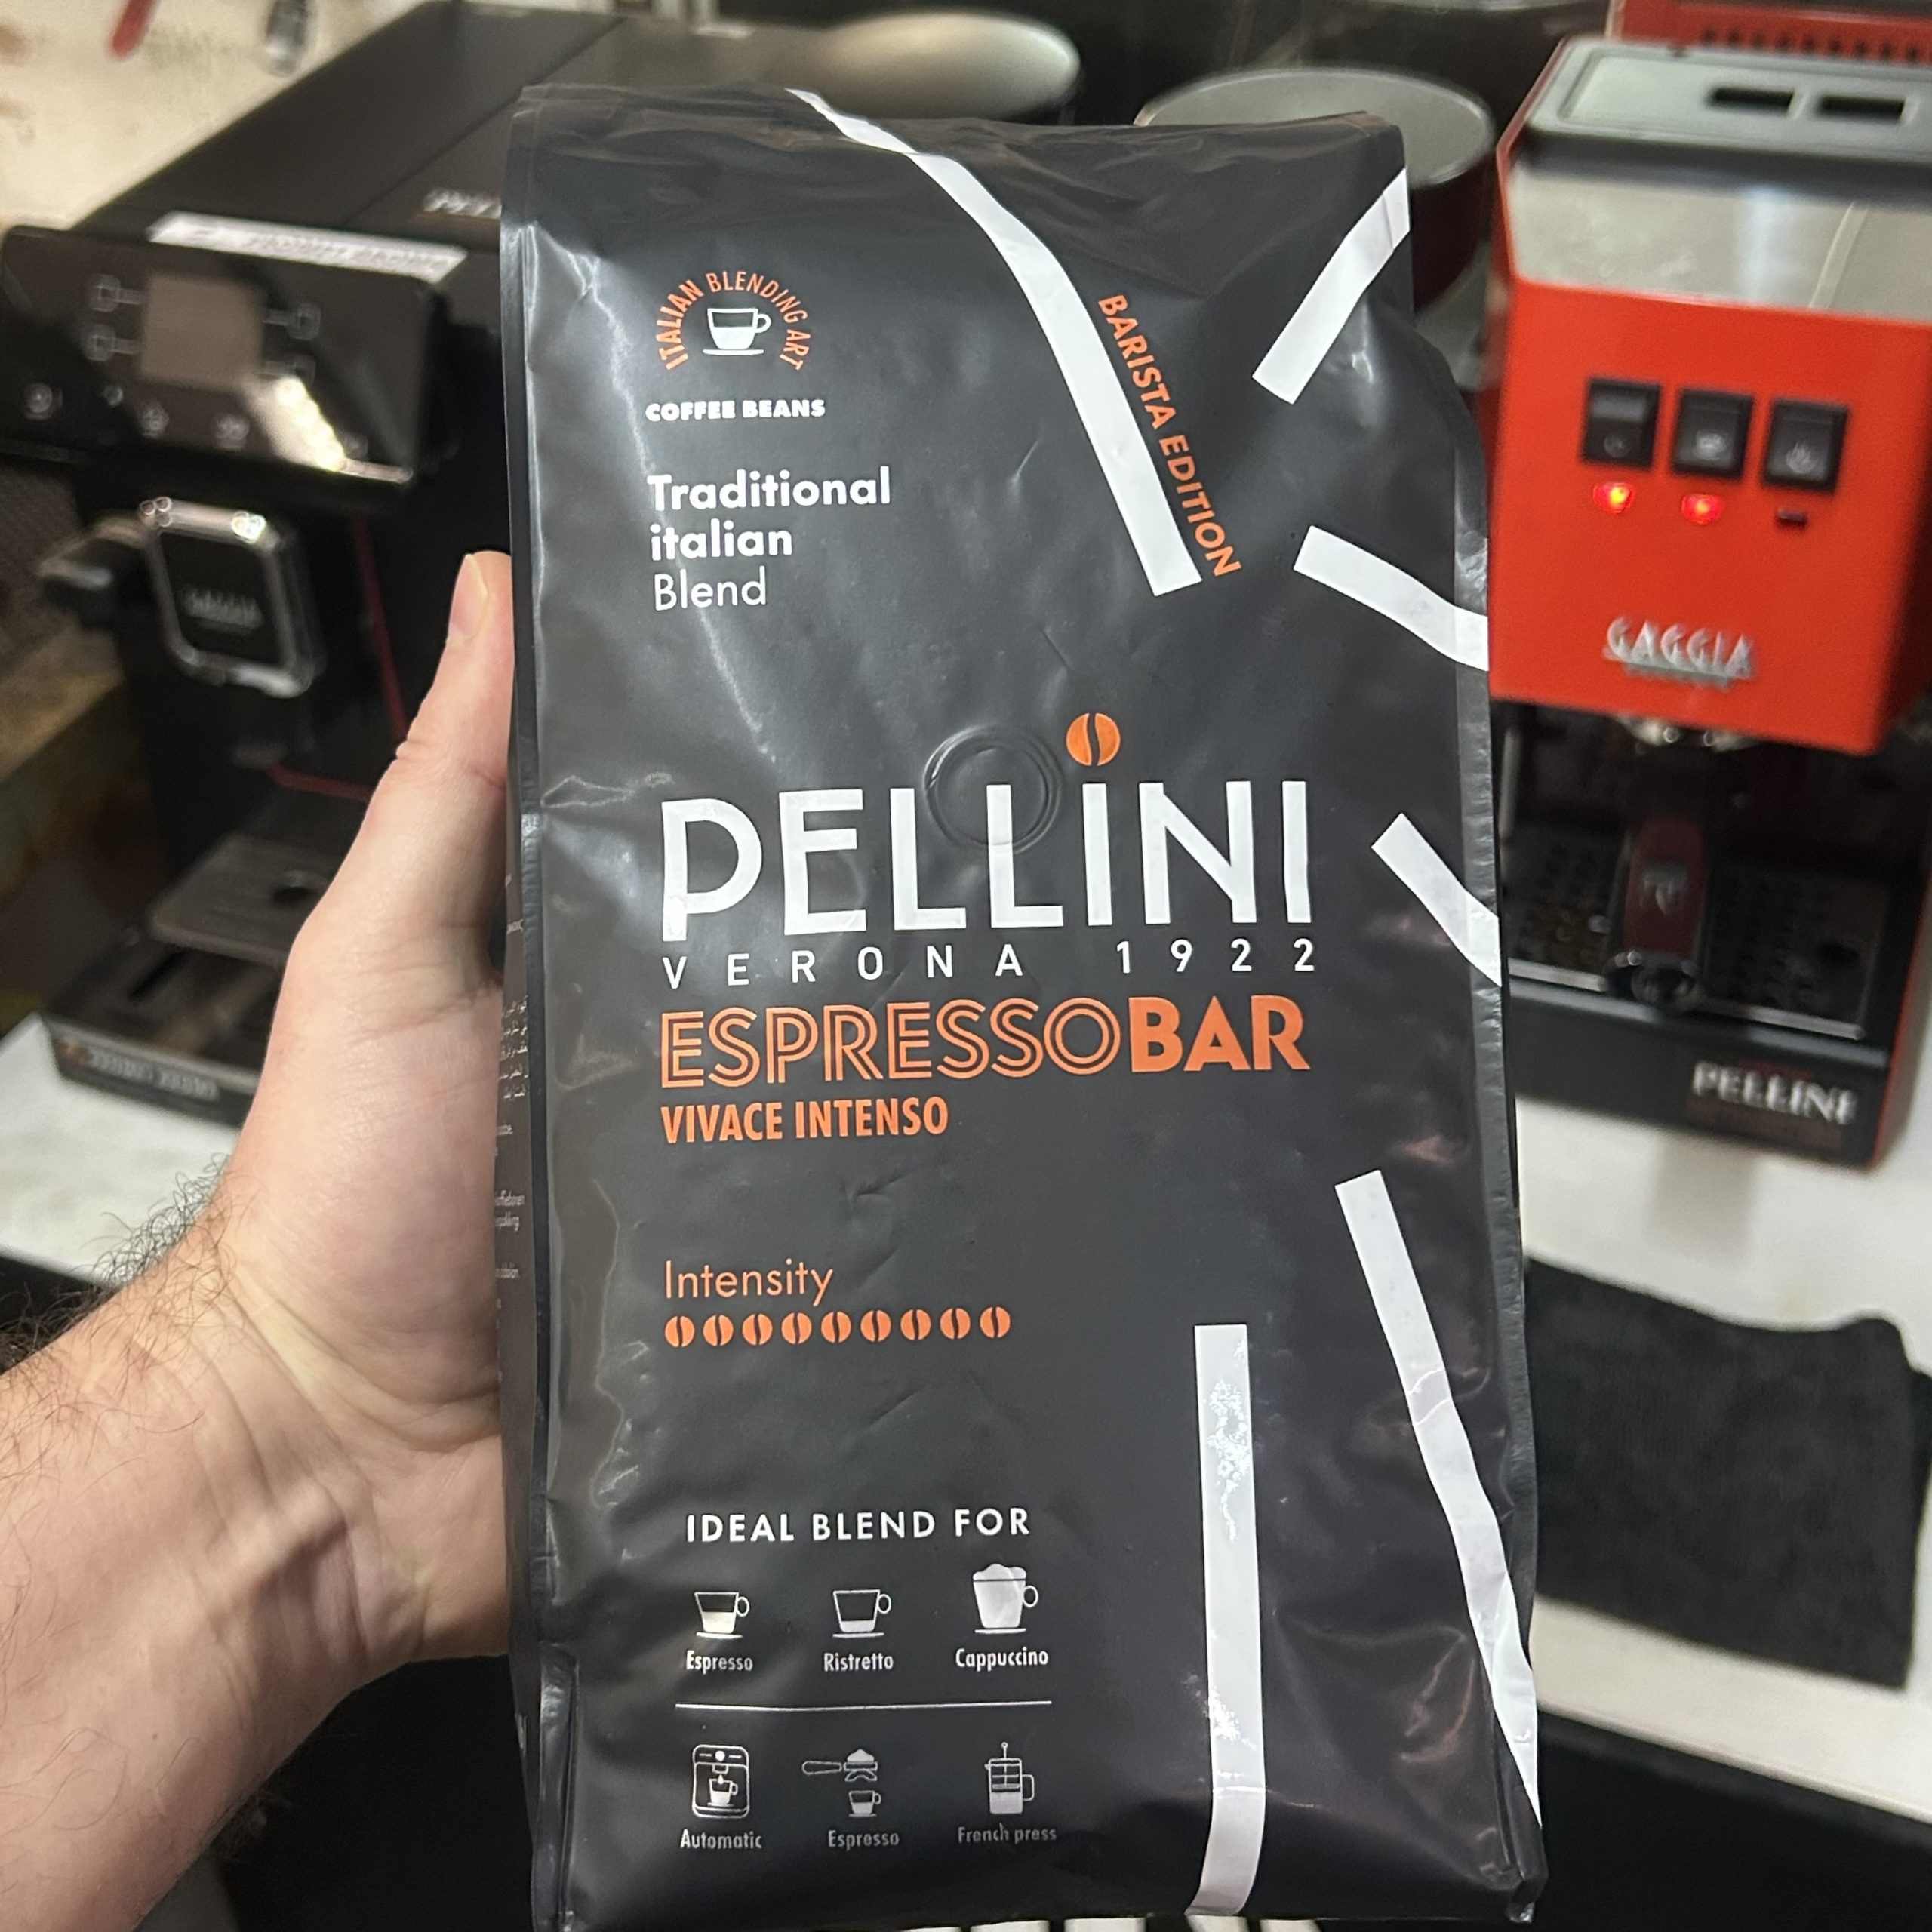 ITALIAN BLENDING ART
COFFEE BEANS
Traditional
italian
Blend
BARISTA EDITION
PELLINI
VERONA 1922
ESPRESSOBAR
VIVACE INTENSO
Intensity
IDEAL BLEND FOR
Espresso Ristretto Cappuccino
Automatic Espresso French press
GAGGIA
PELLINI
GAGGIA